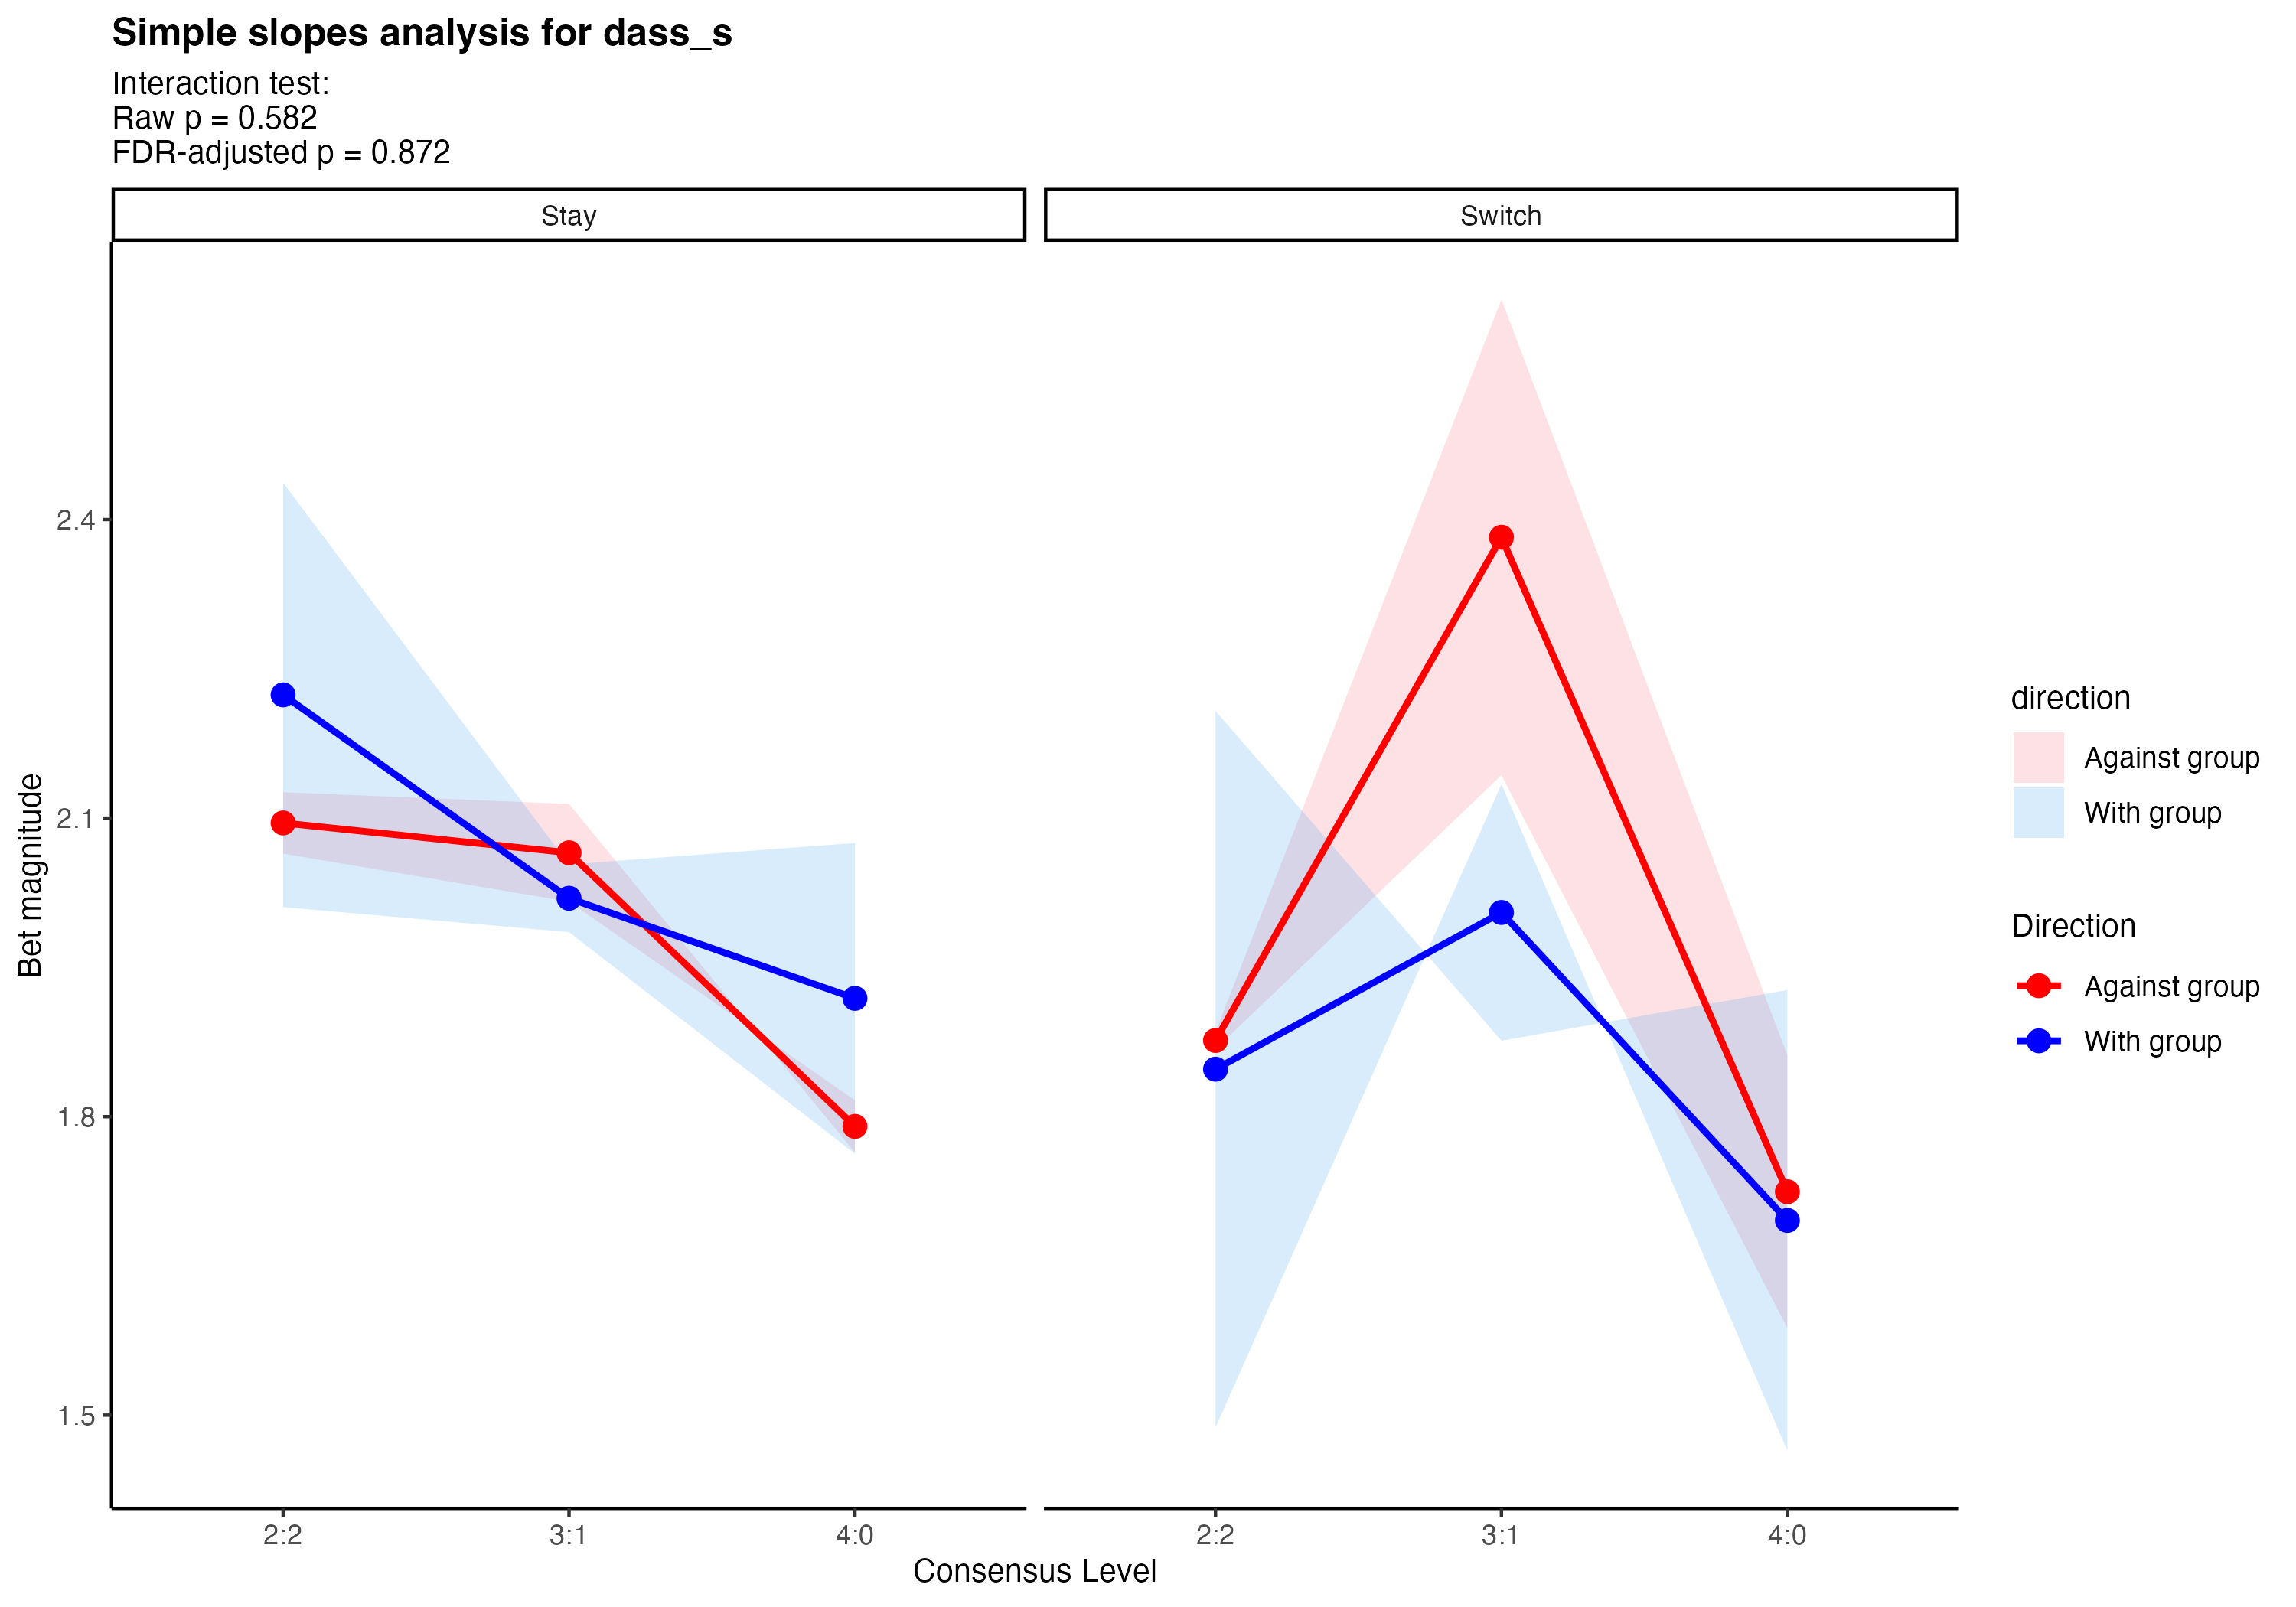 Simple slopes analysis for dass_s
Interaction test:
Raw p = 0.582
FDR-adjusted p = 0.872
Stay
Switch
Bet magnitude
2.4
2.1
1.8
1.5
2:2
3:1
4:0
2:2
3:1
4:0
Consensus Level
direction
Against group
With group
Direction
Against group
With group